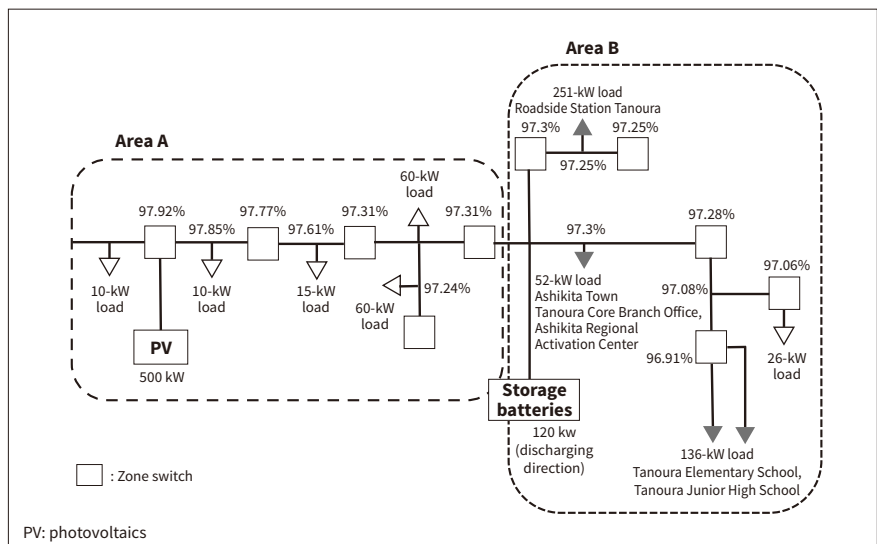 Area B
251-kW load
Roadside Station Tanoura
97.3%
97.25%
97.25%
Area A
60-kW
load
97.92%
97.77%
97.31%
97.31%
97.85%
97.61%
97.3%
97.28%
10-kW
load
10-kW
load
15-kW
load
60-kW
load
97.24%
52-kW load
Ashikita Town
Tanoura Core Branch Office,
Ashikita Regional
Activation Center
97.08%
97.06%
96.91%
26-kW
load
PV
500 kW
Storage
batteries
120 kw
(discharging
direction)
136-kW load
Tanoura Elementary School,
Tanoura Junior High School
: Zone switch
PV: photovoltaics